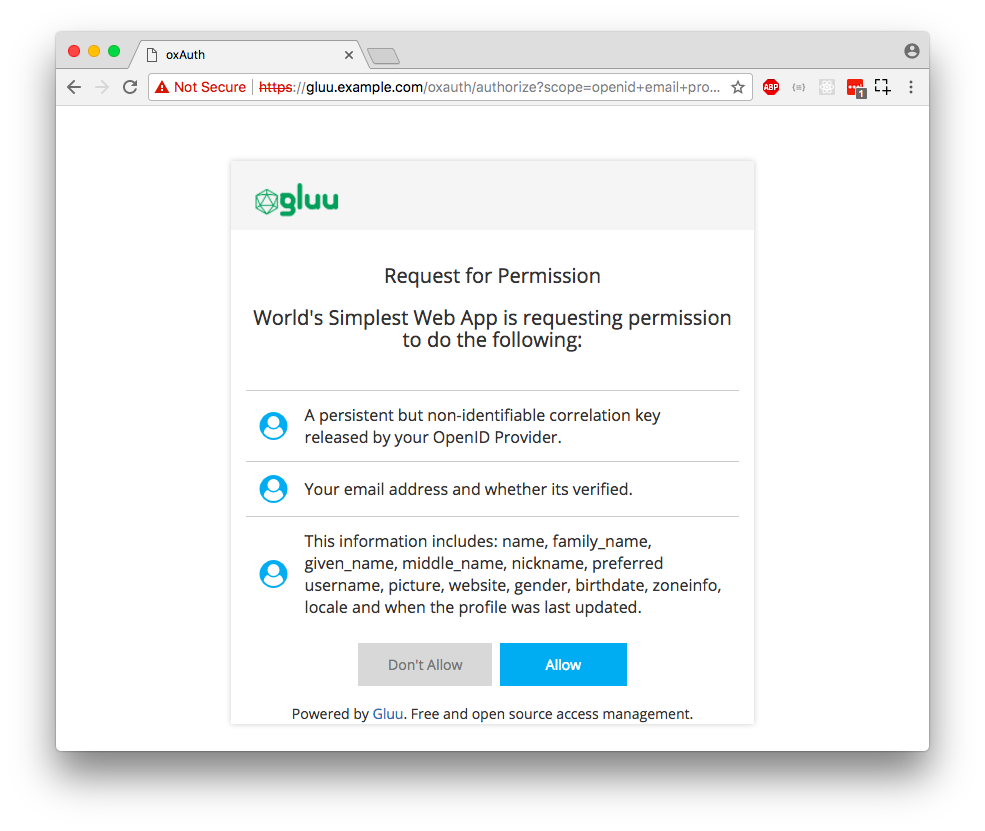 oxAuth
Not Secure https://gluu.example.com/oxauth/authorize?scope=openid+email+pro...
ABP
1
gluu
Request for Permission
World's Simplest Web App is requesting permission
to do the following:
A persistent but non-identifiable correlation key
released by your OpenID Provider.
Your email address and whether its verified.
This information includes: name, family_name,
given_name, middle_name, nickname, preferred
username, picture, website, gender, birthdate, zoneinfo,
locale and when the profile was last updated.
Don't Allow
Allow
Powered by Gluu. Free and open source access management.